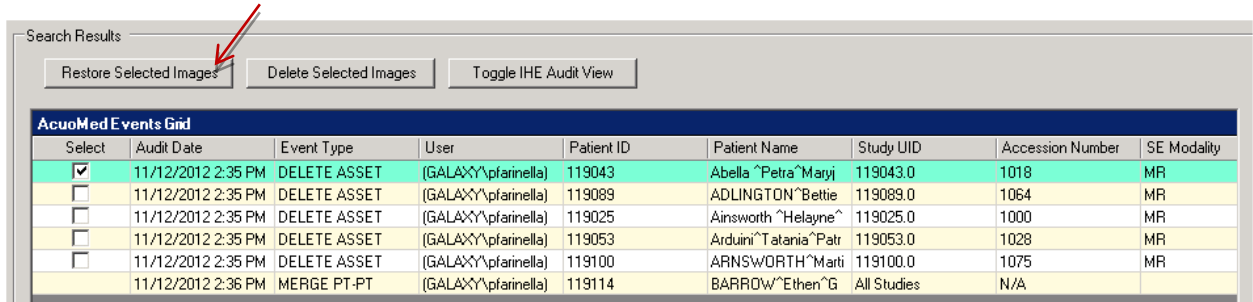 Search Results
Restore Selected Images Delete Selected Images Toggle IHE Audit View
AcuoMed Events Grid
Select Audit Date Event Type User Patient ID Patient Name Study UID Accession Number SE Modality
11/12/2012 2:35 PM DELETE ASSET (GALAXY\pfarinella) 119043 Abella ^Petra^Maryj 119043.0 1018 MR
11/12/2012 2:35 PM DELETE ASSET (GALAXY\pfarinella) 119089 ADLINGTON^Bettie 119089.0 1064 MR
11/12/2012 2:35 PM DELETE ASSET (GALAXY\pfarinella) 119025 Ainsworth ^Helayne^ 119025.0 1000 MR
11/12/2012 2:35 PM DELETE ASSET (GALAXY\pfarinella) 119053 Arduini^Tatania^Patr 119053.0 1028 MR
11/12/2012 2:35 PM DELETE ASSET (GALAXY\pfarinella) 119100 ARNSWORTH^Marti 119100.0 1075 MR
11/12/2012 2:36 PM MERGE PT-PT (GALAXY\pfarinella) 119114 BARROW^Ethen^G All Studies N/A